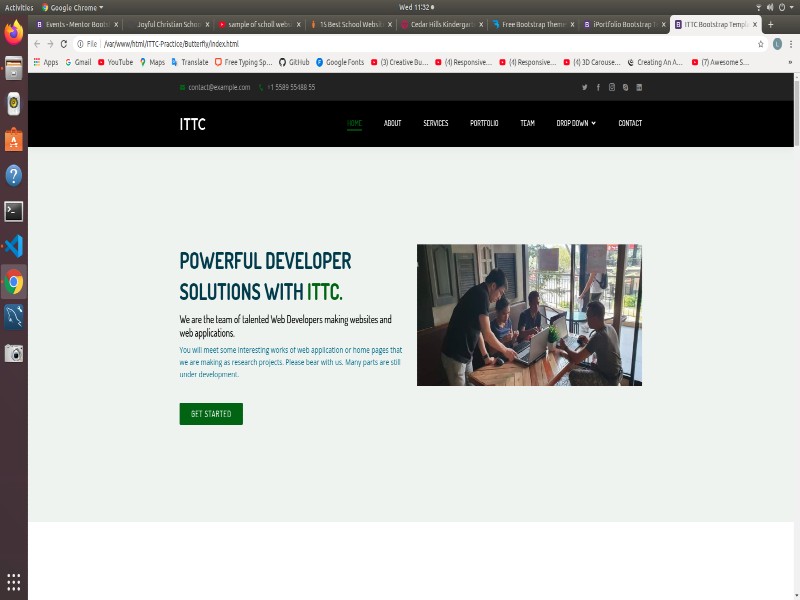 Activities Google Chrome Wed 11:32
Events - Mentor Boots Joyful Christian Schoo sample of scholl webs 15 Best School Websit Cedar Hills Kindergar Free Bootstrap Them iPortfolio Bootstrap T ITTC Bootstrap Templ
File /var/www/html/ITTC-Practice/Butterfly/index.html
Apps Gmail YouTube Maps Translate Free Typing Sp... GitHub Google Fonts (3) Creative Bu... (4) Responsive... (4) Responsive... (4) 3D Carouse... Creating An A... (7) Awesome S... »
contact@example.com +1 5589 55488 55
ITTC HOME ABOUT SERVICES PORTFOLIO TEAM DROP DOWN CONTACT
POWERFUL DEVELOPER
SOLUTIONS WITH ITTC.
We are the team of talented Web Developers making websites and
web applications.
You will meet some interesting works of web application or home pages that
we are making as research projects. Please bear with us. Many parts are still
under development.
GET STARTED